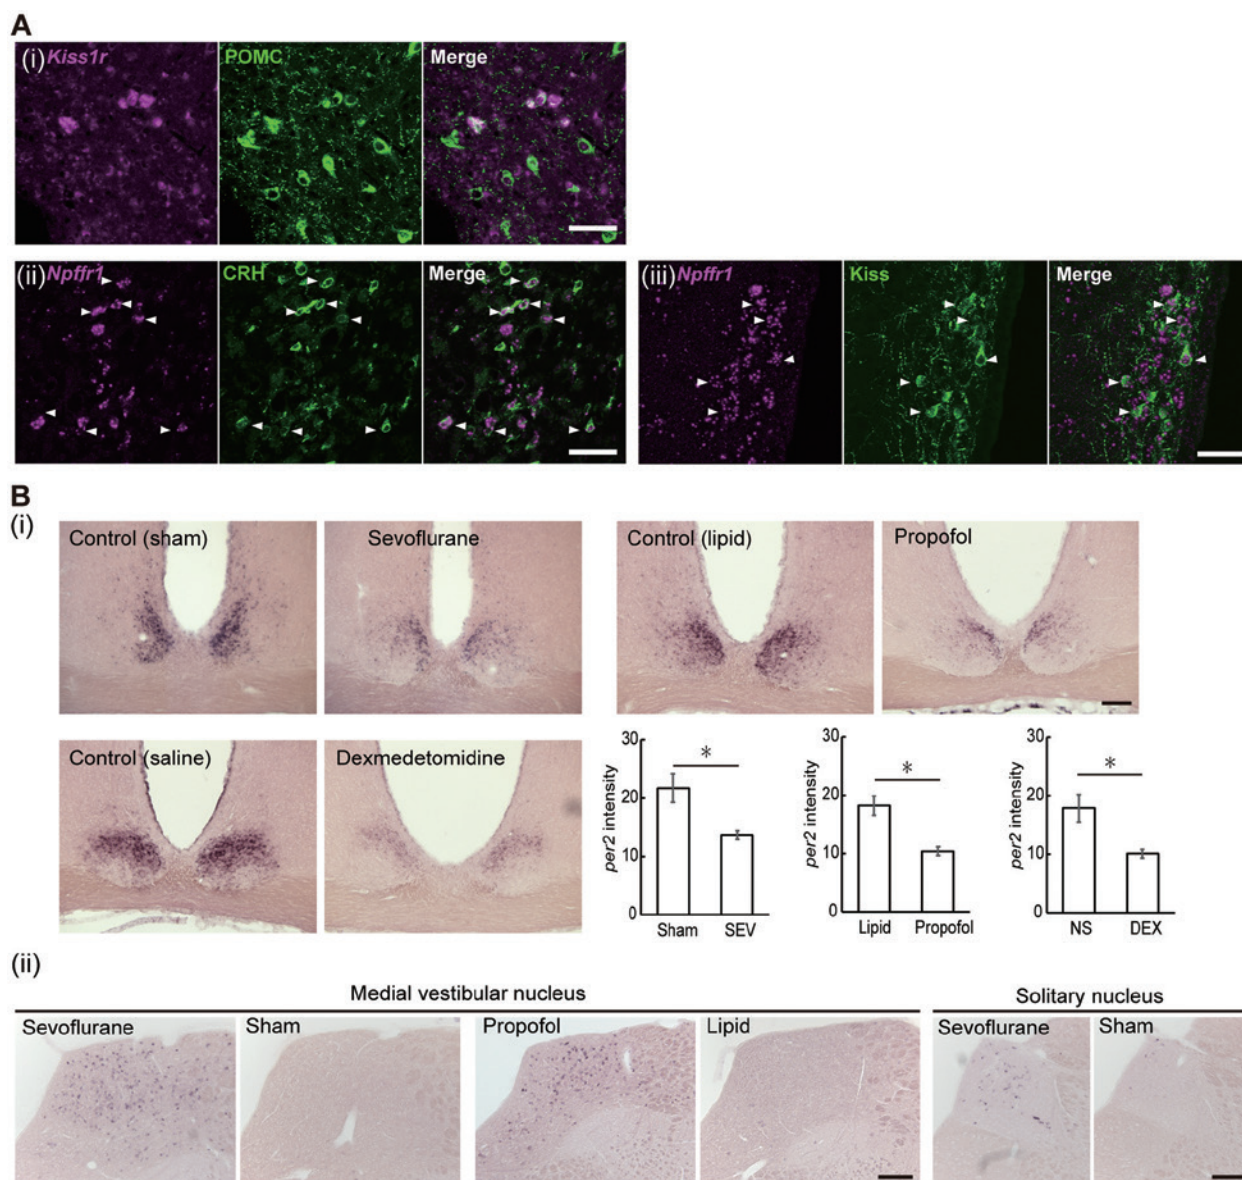 A
(i) Kiss1r POMC Merge
(ii) Npffr1 CRH Merge (iii) Npffr1 Kiss Merge
B
(i)
Control (sham) Sevoflurane Control (lipid) Propofol
Control (saline) Dexmedetomidine
per2 intensity
30
20
10
0
Sham SEV
*
per2 intensity
30
20
10
0
Lipid Propofol
*
per2 intensity
30
20
10
0
NS DEX
*
(ii)
Medial vestibular nucleus Solitary nucleus
Sevoflurane Sham Propofol Lipid Sevoflurane Sham